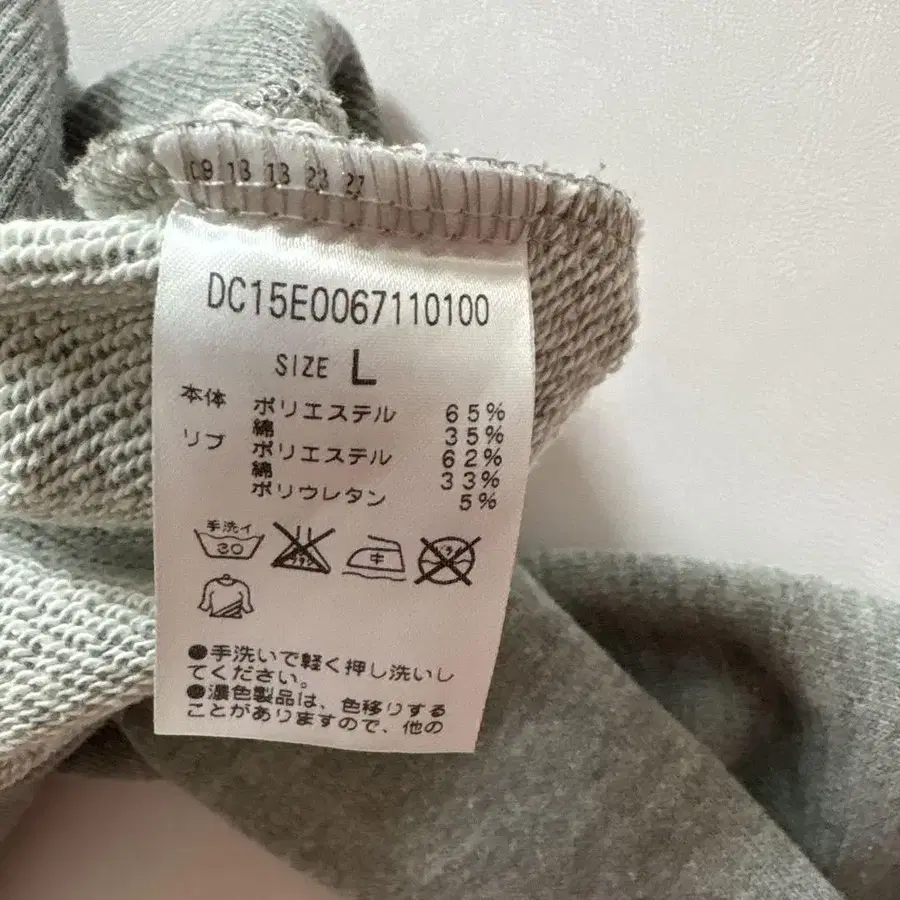 09 13 13 23 27
DC15E0067110100
SIZE L
本体 ポリエステル 65%
綿 35%
リブ ポリエステル 62%
綿 33%
ポリウレタン 5%
手洗イ
30
中
●手洗いで軽く押し洗いし
てください。
●濃色製品は、色移りする
ことがありますので、他の